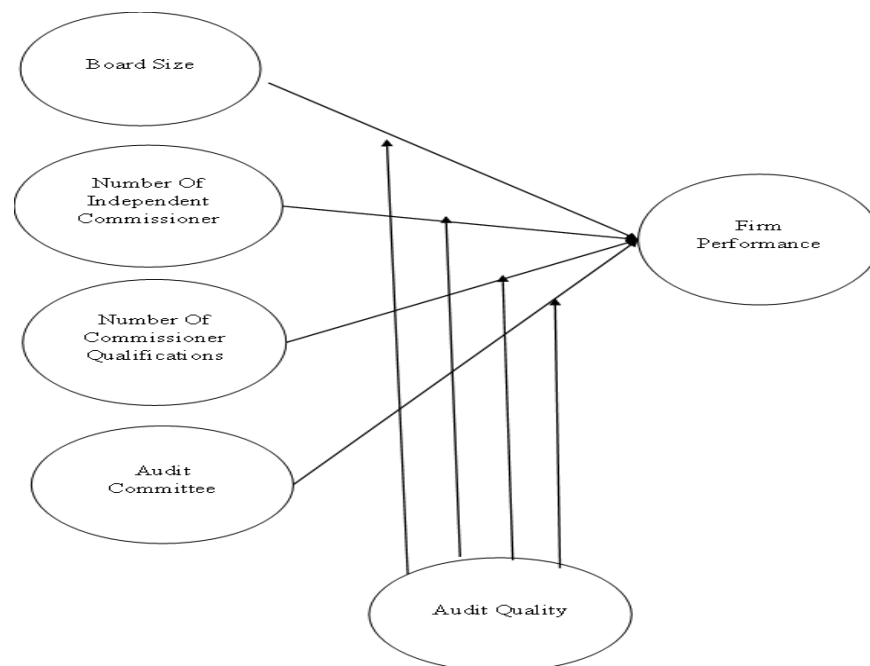 Board Size
Number Of
Independent
Commissioner
Firm
Performance
Number Of
Commissioner
Qualifications
Audit
Committee
Audit Quality